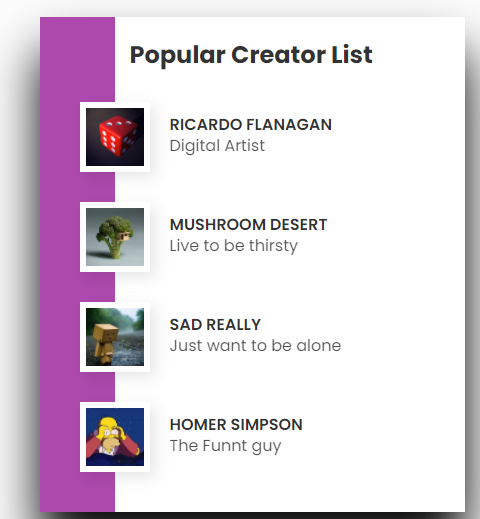 Popular Creator List
RICARDO FLANAGAN
Digital Artist
MUSHROOM DESERT
Live to be thirsty
SAD REALLY
Just want to be alone
HOMER SIMPSON
The Funnt guy